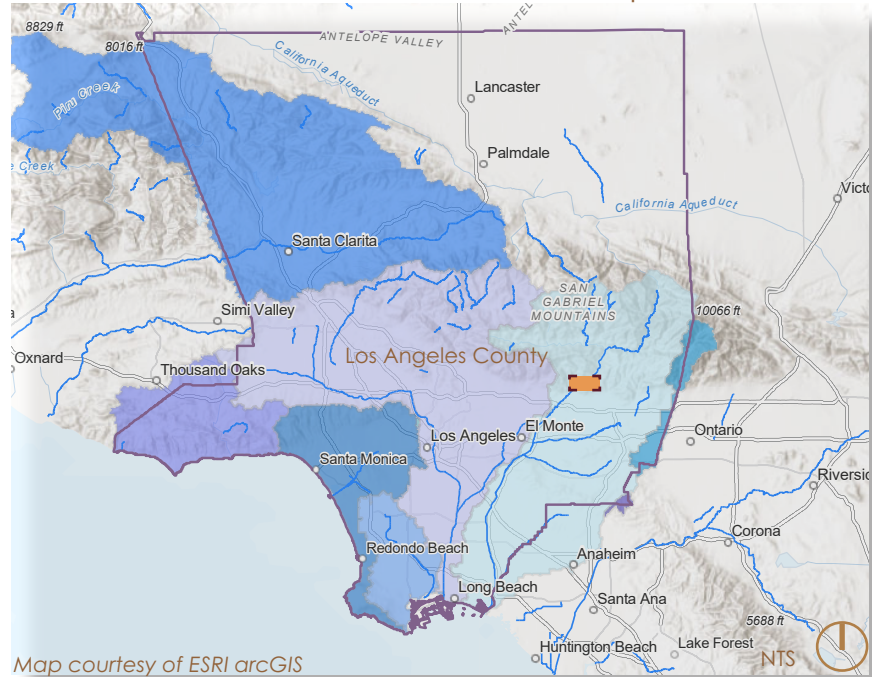 8829 ft
8016 ft
ANTELOPE VALLEY
California
Aqueduct
Lancaster
Piru Creek
Creek
Palmdale
California Aqueduct
Santa Clarita
SAN
GABRIEL
MOUNTAINS
10066 ft
Simi Valley
Los Angeles County
Oxnard
Thousand Oaks
El Monte
Los Angeles
Ontario
Santa Monica
Corona
Redondo Beach
Anaheim
Long Beach
Santa Ana
5688 ft
Huntington Beach
Lake Forest
NTS
Map courtesy of ESRI arcGIS